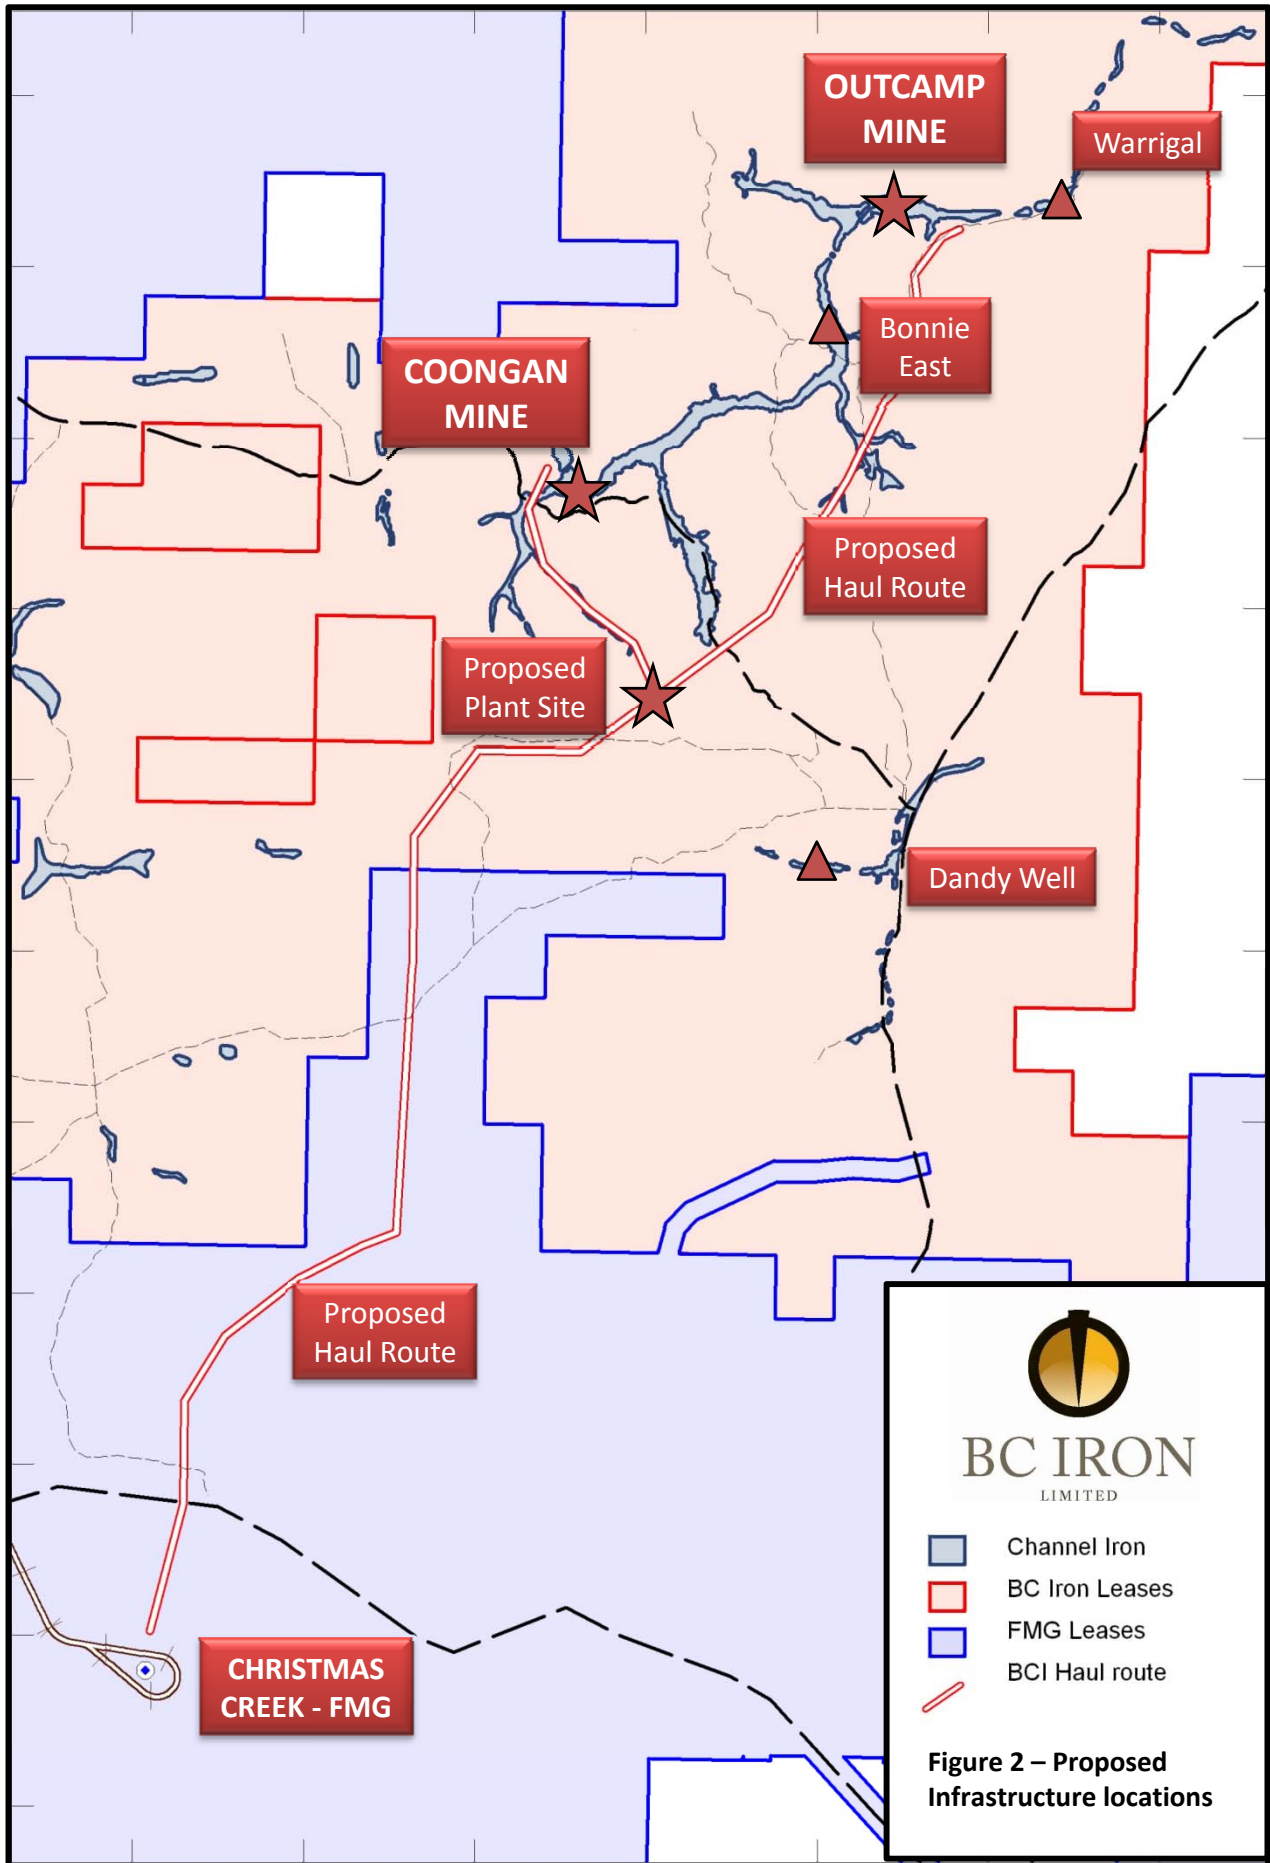 OUTCAMP
MINE
Warrigal
Bonnie
East
COONGAN
MINE
Proposed
Haul Route
Proposed
Plant Site
Dandy Well
Proposed
Haul Route
CHRISTMAS
CREEK - FMG
BC IRON
LIMITED
Channel Iron
BC Iron Leases
FMG Leases
BCI Haul route
Figure 2 – Proposed
Infrastructure locations